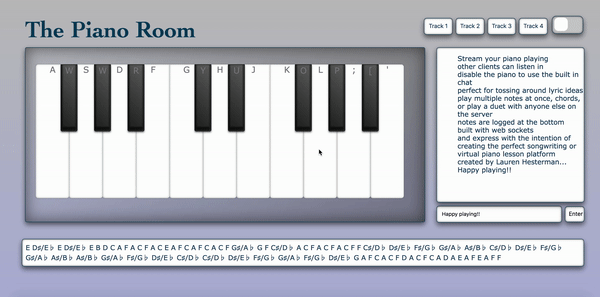 The Piano Room
Track 1 Track 2 Track 3 Track 4
A W S W D R F G Y H U J K O L P ; [ '
Stream your piano playing
other clients can listen in
disable the piano to use the built in
chat
perfect for tossing around lyric ideas
play multiple notes at once, chords,
or play a duet with anyone else on
the server
notes are logged at the bottom
built with web sockets
and express with the intention of
creating the perfect songwriting or
virtual piano lesson platform
created by Lauren Hesterman...
Happy playing!!
Happy playing!! Enter
E D♯/E♭ E D♯/E♭ E B D C A F A C F A C E A F C A F C A C F G♯/A♭ G F C♯/D♭ A C F A C F A C F F C♯/D♭ D♯/E♭ F♯/G♭ G♯/A♭ A♯/B♭ C♯/D♭ D♯/E♭ F♯/G♭
G♯/A♭ A♯/B♭ A♯/B♭ G♯/A♭ F♯/G♭ D♯/E♭ C♯/D♭ C♯/D♭ D♯/E♭ F♯/G♭ G♯/A♭ F♯/G♭ D♯/E♭ G A F C A C F D A C F C A D A E A F E A F F